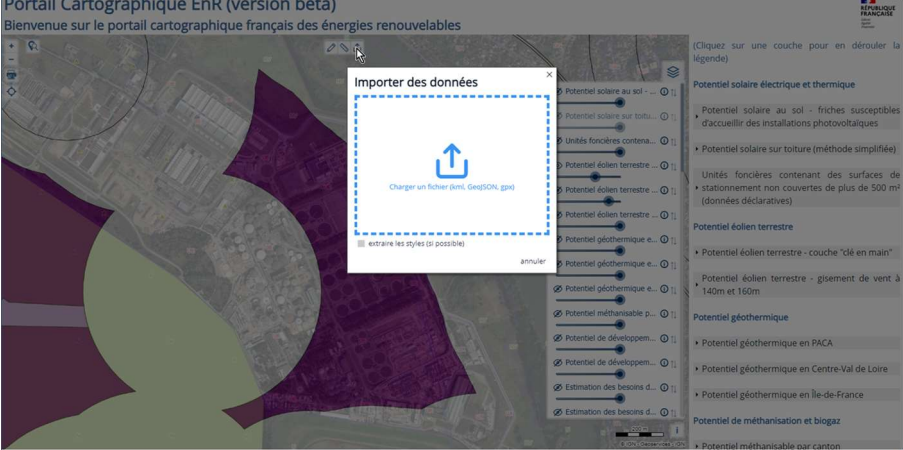 Portail Cartographique EnR (version beta)
Bienvenue sur le portail cartographique français des énergies renouvelables
RÉPUBLIQUE
FRANÇAISE
Importer des données
Charger un fichier (kml, GeoJSON, gpx)
extraire les styles (si possible)
annuler
Potentiel solaire au sol - ...
Potentiel solaire sur toitu...
Unités foncières contena...
Potentiel éolien terrestre ...
Potentiel éolien terrestre ...
Potentiel éolien terrestre ...
Potentiel géothermique e...
Potentiel géothermique e...
Potentiel géothermique e...
Potentiel méthanisable p...
Potentiel de développem...
Potentiel de développem...
Estimation des besoins d...
Estimation des besoins d...
(Cliquez sur une couche pour en dérouler la
légende)
Potentiel solaire électrique et thermique
Potentiel solaire au sol - friches susceptibles
d'accueillir des installations photovoltaïques
Potentiel solaire sur toiture (méthode simplifiée)
Unités foncières contenant des surfaces de
stationnement non couvertes de plus de 500 m²
(données déclaratives)
Potentiel éolien terrestre
Potentiel éolien terrestre - couche "clé en main"
Potentiel éolien terrestre - gisement de vent à
140m et 160m
Potentiel géothermique
Potentiel géothermique en PACA
Potentiel géothermique en Centre-Val de Loire
Potentiel géothermique en Île-de-France
Potentiel de méthanisation et biogaz
Potentiel méthanisable par canton